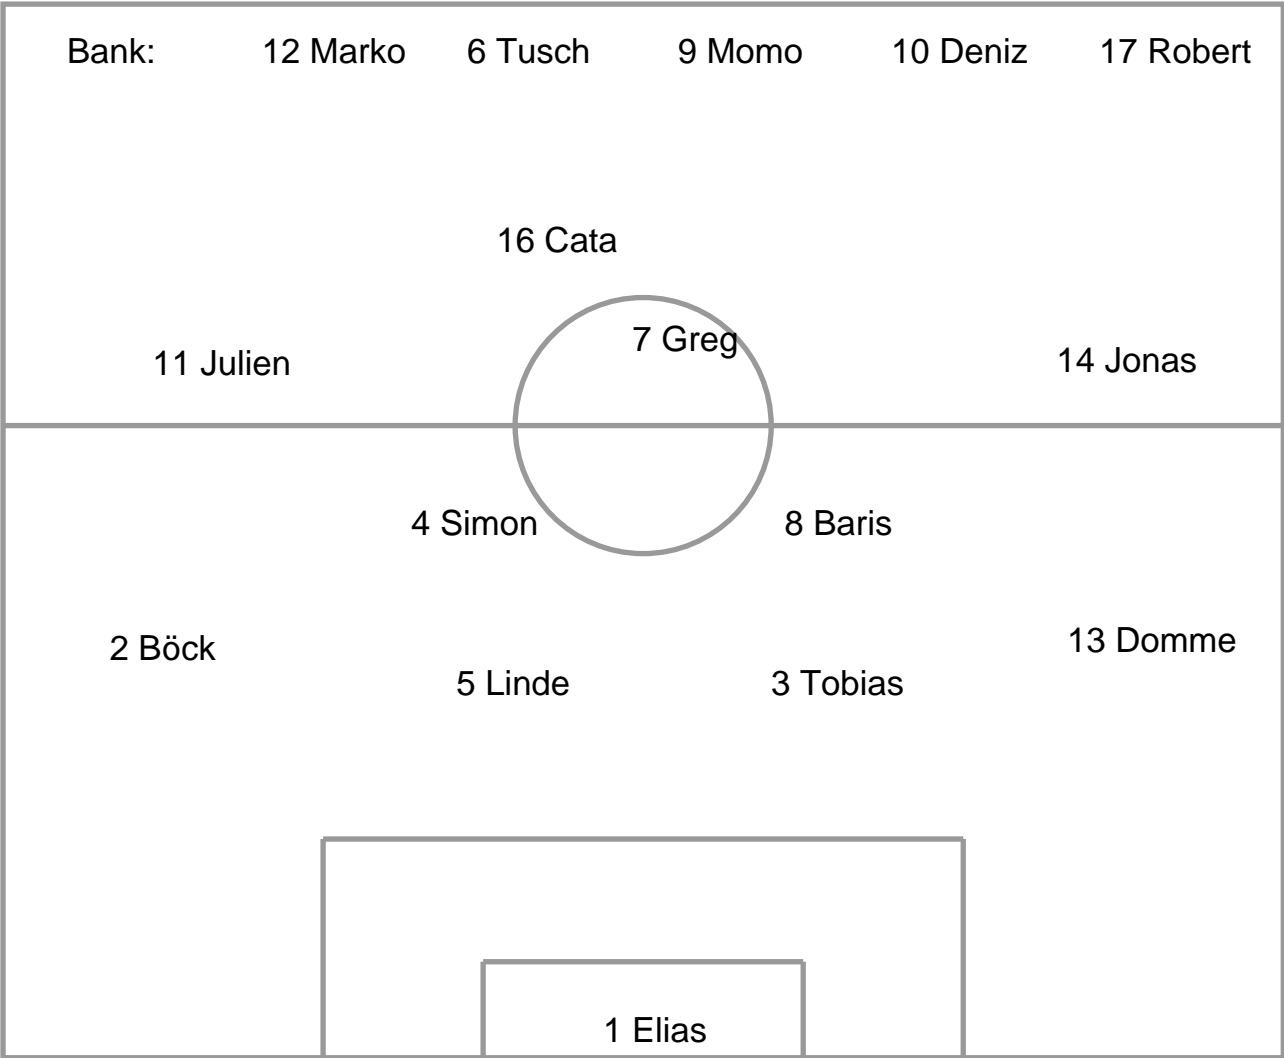 Bank: 12 Marko 6 Tusch 9 Momo 10 Deniz 17 Robert
16 Cata
7 Greg
11 Julien 14 Jonas
4 Simon 8 Baris
2 Böck 13 Domme
5 Linde 3 Tobias
1 Elias